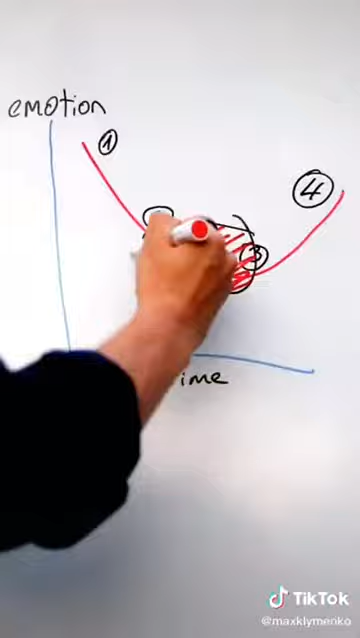 emotion
①
④
③
ime
TikTok
@maxklymenko